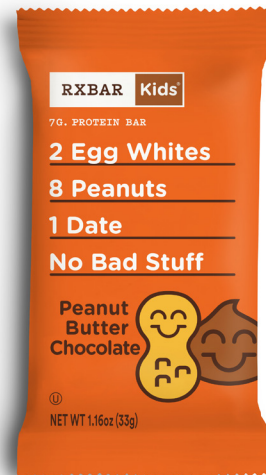 RXBAR Kids®
7G. PROTEIN BAR
2 Egg Whites
8 Peanuts
1 Date
No Bad Stuff
Peanut
Butter
Chocolate
U
NET WT 1.16oz (33g)